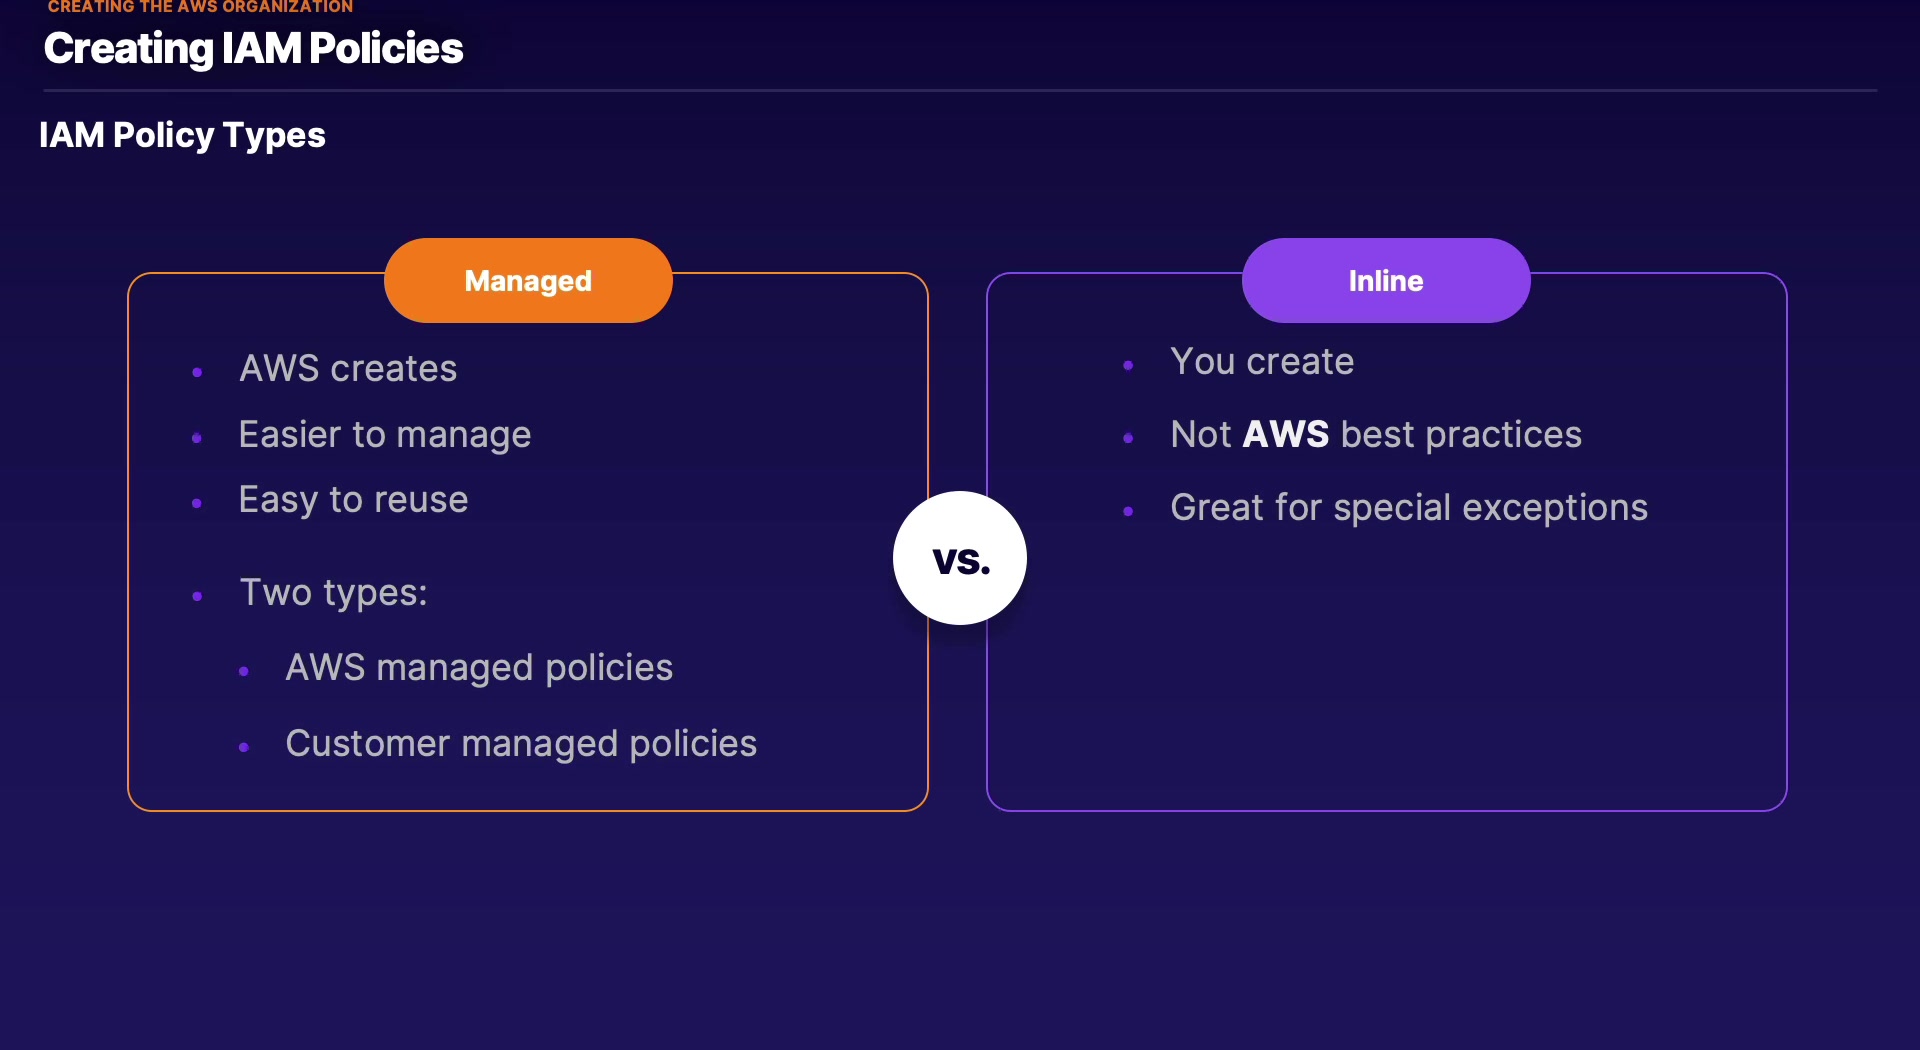 CREATING THE AWS ORGANIZATION
Creating IAM Policies
IAM Policy Types
Managed
AWS creates
Easier to manage
Easy to reuse
Two types:
AWS managed policies
Customer managed policies
vs.
Inline
You create
Not AWS best practices
Great for special exceptions